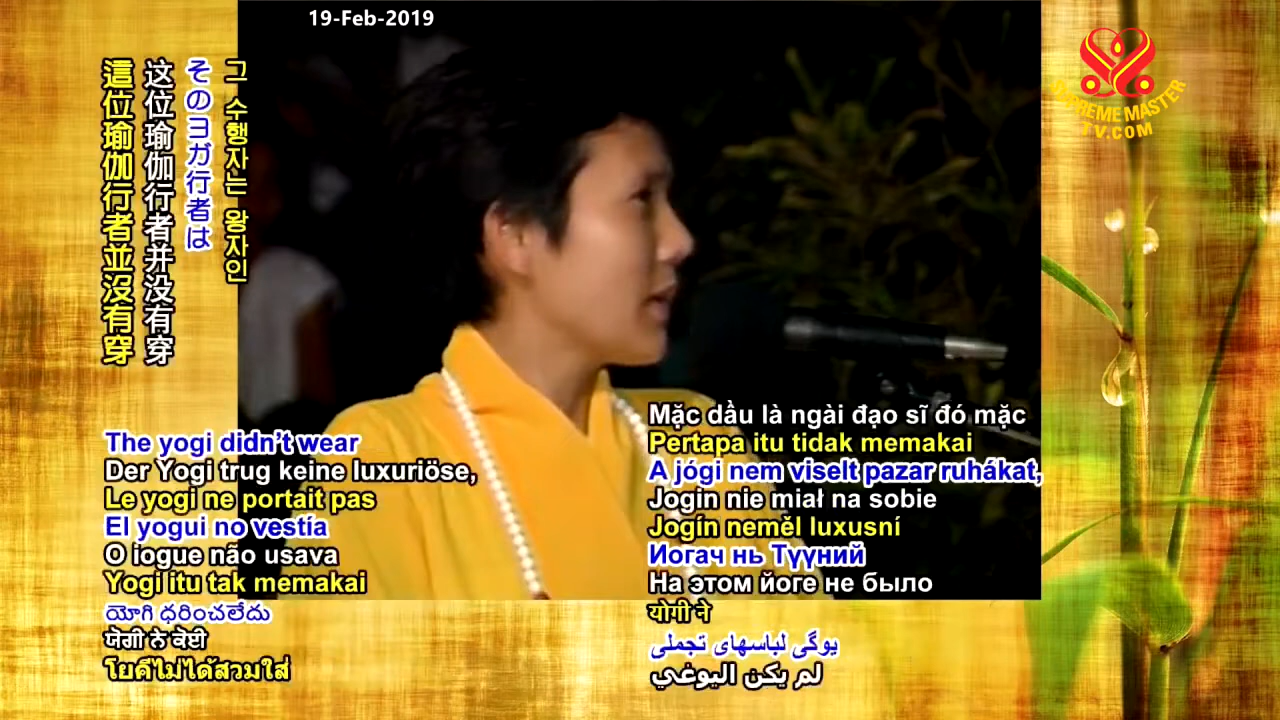 19-Feb-2019
SUPREME MASTER
TV.COM
그 수행자는 왕자인
そのヨガ行者は
这位瑜伽行者并没有穿
這位瑜伽行者並沒有穿
The yogi didn't wear
Der Yogi trug keine luxuriöse,
Le yogi ne portait pas
El yogui no vestía
O iogue não usava
Yogi itu tak memakai
యోగి ధరించలేదు
ਯੋਗੀ ਨੇ ਕੋਈ
โยคีไม่ได้สวมใส่
Mặc dầu là ngài đạo sĩ đó mặc
Pertapa itu tidak memakai
A jógi nem viselt pazar ruhákat,
Jogin nie miał na sobie
Jogín neměl luxusní
Иогач нь Түүний
На этом йоге не было
योगी ने
یوگی لباسهای تجملی
لم يكن اليوغي